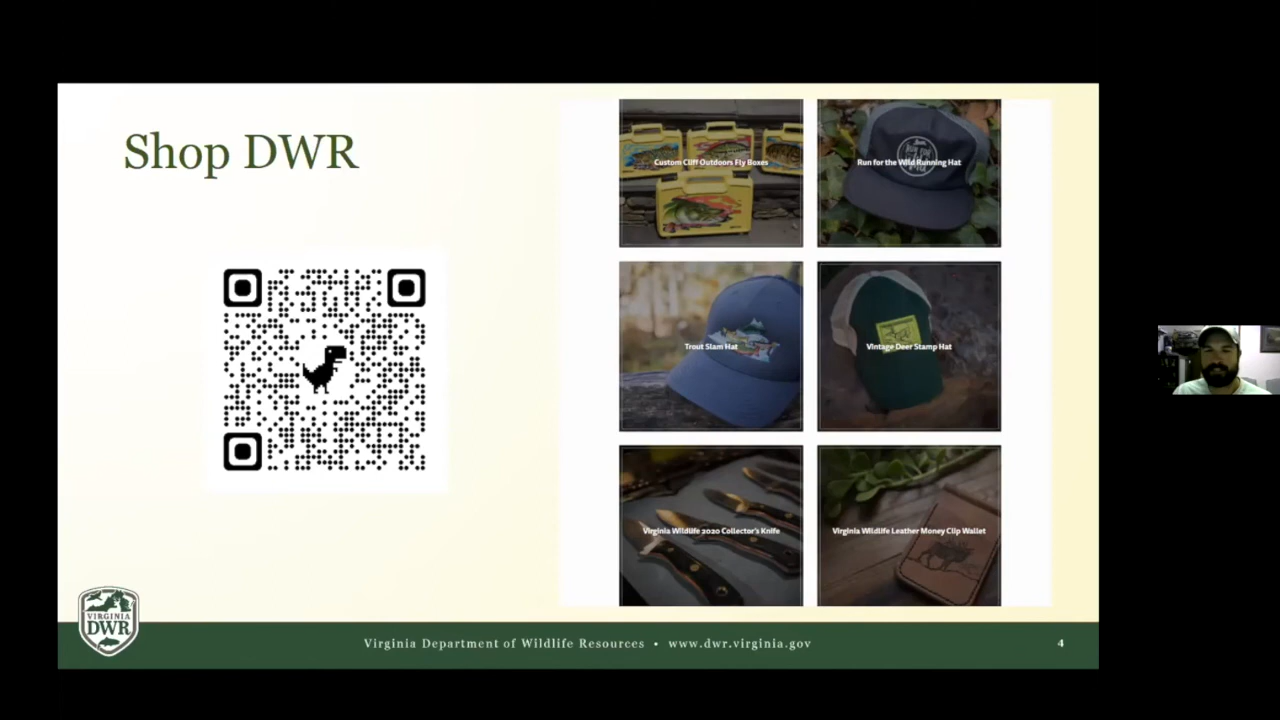 Shop DWR
Custom Cliff Outdoors Fly Boxes
Run for the Wild Running Hat
Trout Slam Hat
Vintage Deer Stamp Hat
Virginia Wildlife 2020 Collector's Knife
Virginia Wildlife Leather Money Clip Wallet
VIRGINIA
DWR
Virginia Department of Wildlife Resources • www.dwr.virginia.gov
4